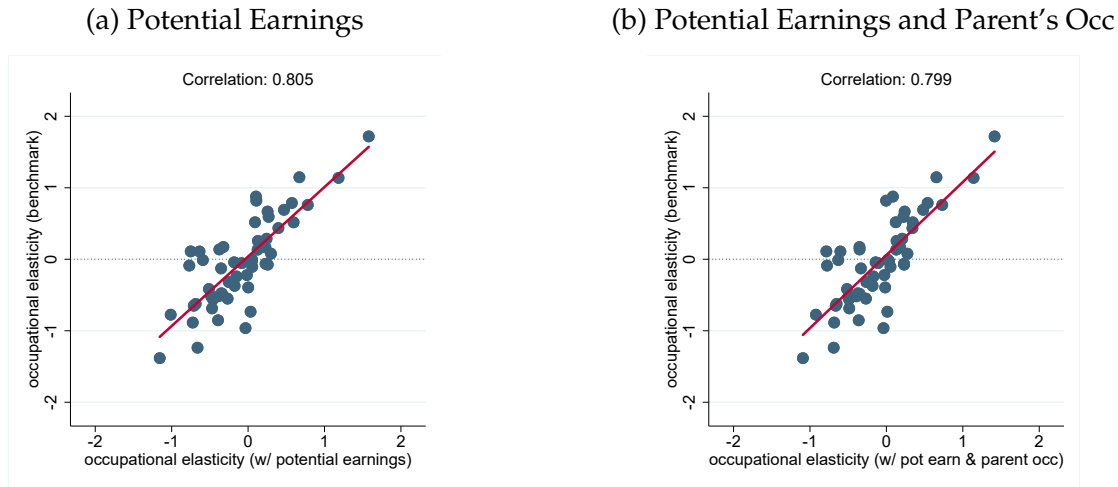 (a) Potential Earnings
Correlation: 0.805
occupational elasticity (benchmark)
2
1
0
-1
-2
-2 -1 0 1 2
occupational elasticity (w/ potential earnings)
(b) Potential Earnings and Parent's Occ
Correlation: 0.799
occupational elasticity (benchmark)
2
1
0
-1
-2
-2 -1 0 1 2
occupational elasticity (w/ pot earn & parent occ)